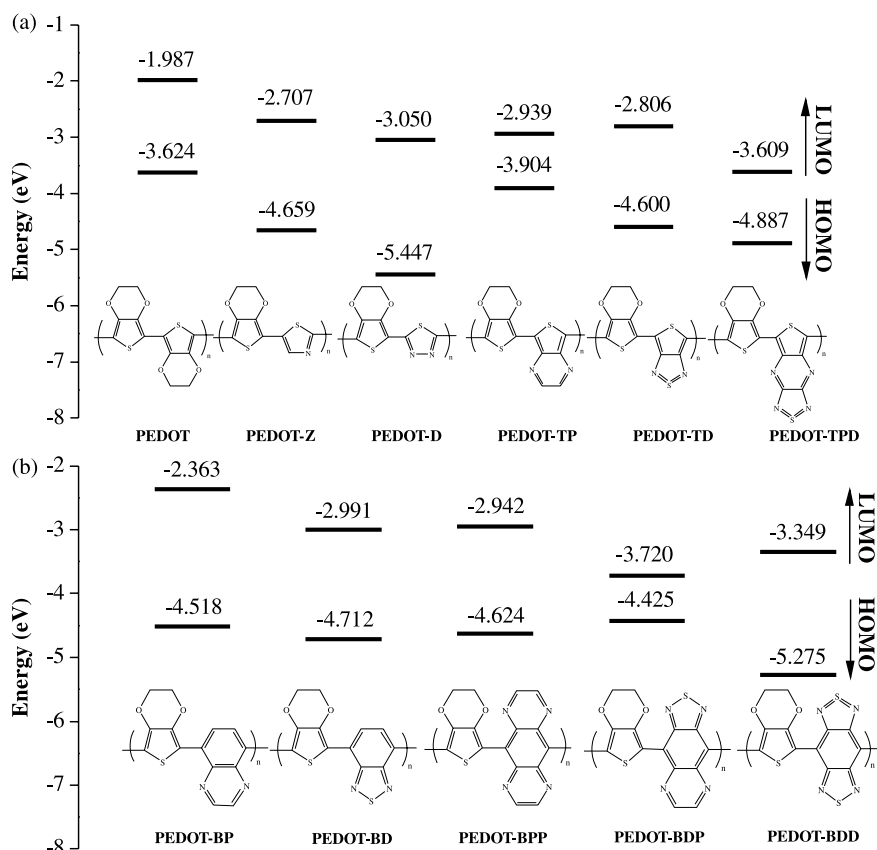 (a)
-1
-2
-3
-4
-5
-6
-7
-8
Energy (eV)
-1.987
-3.624
-2.707
-4.659
-3.050
-5.447
-2.939
-3.904
-2.806
-4.600
-3.609
-4.887
LUMO
HOMO
O O S S O O n
O O S S N n
O O S S N N n
O O S S N N n
O O S S N S N n
O O S S N N N S N n
PEDOT PEDOT-Z PEDOT-D PEDOT-TP PEDOT-TD PEDOT-TPD
(b)
-2
-3
-4
-5
-6
-7
-8
Energy (eV)
-2.363
-4.518
-2.991
-4.712
-2.942
-4.624
-3.720
-4.425
-3.349
-5.275
LUMO
HOMO
O O S N N n
O O S N S N n
O O S N N N N n
O O S N S N N N n
O O S N S N N S N n
PEDOT-BP PEDOT-BD PEDOT-BPP PEDOT-BDP PEDOT-BDD